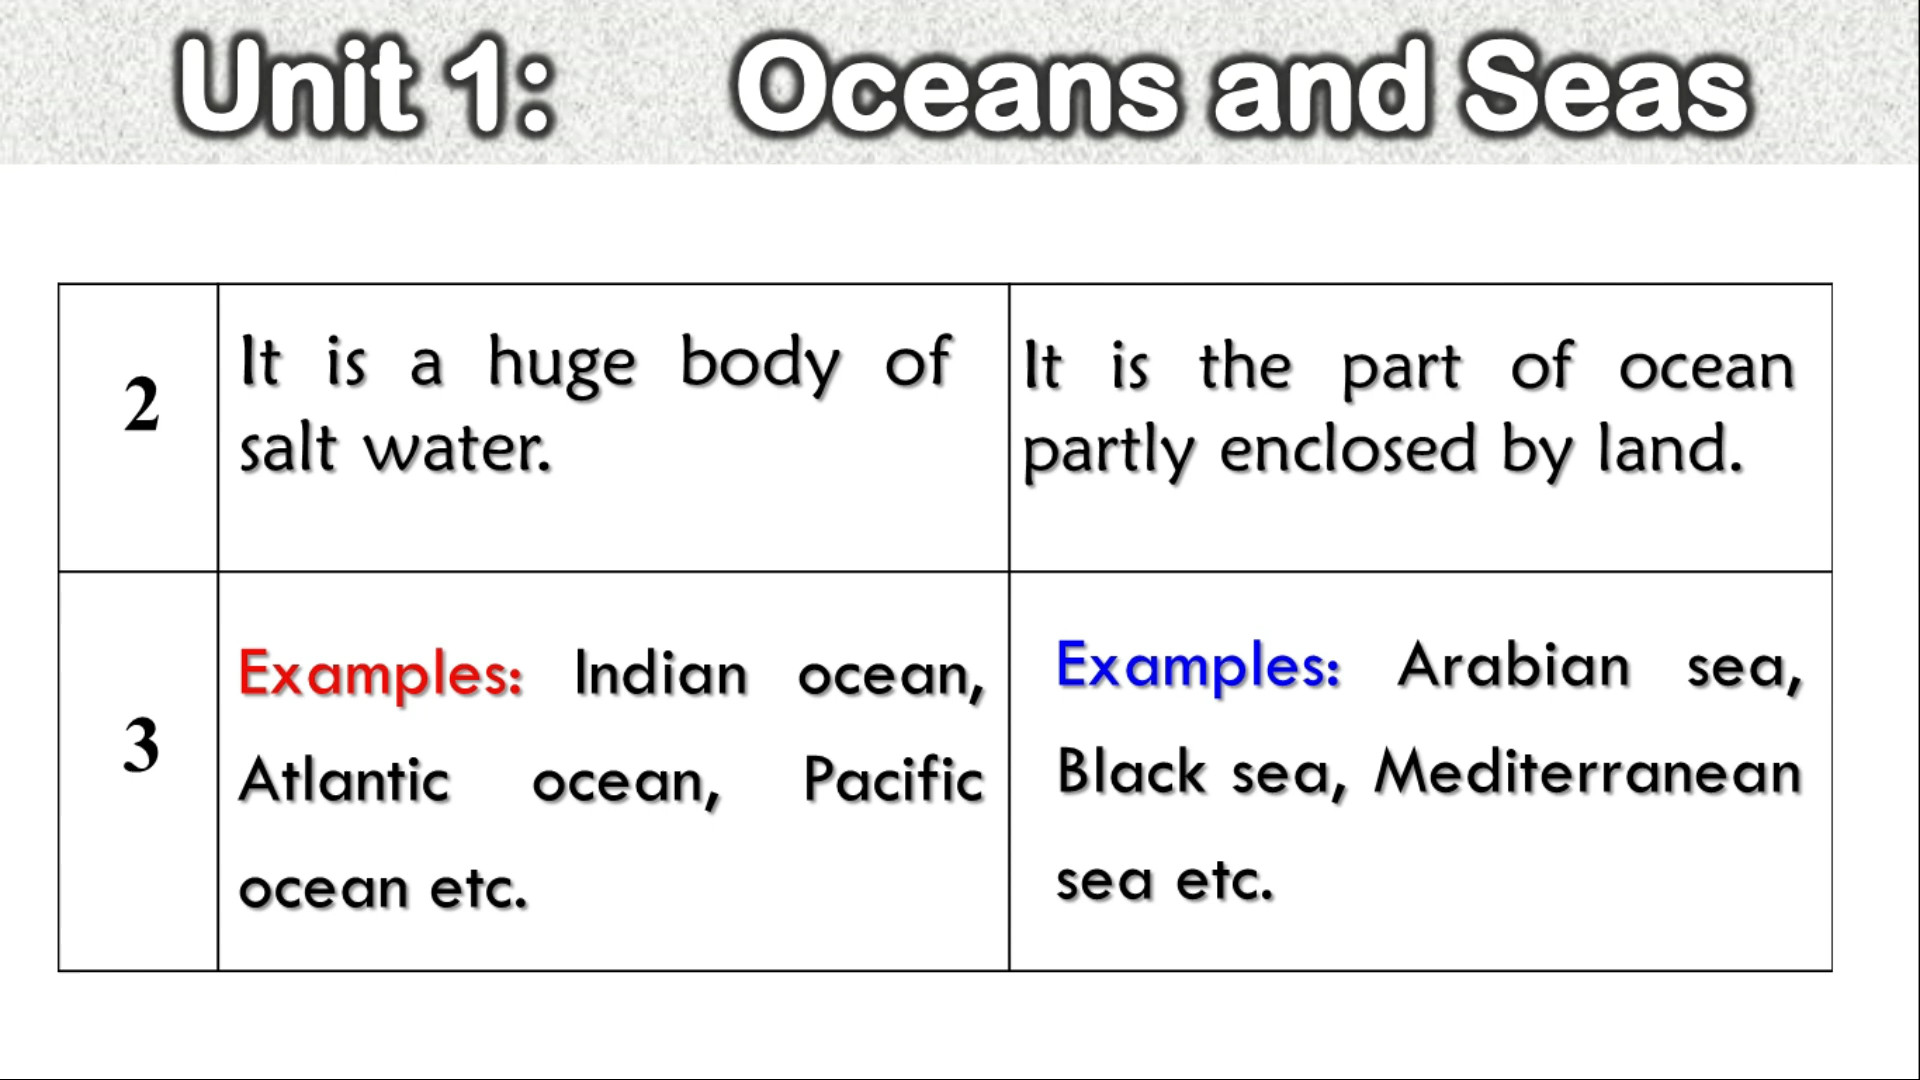 Unit 1: Oceans and Seas
2
It is a huge body of
salt water.
It is the part of ocean
partly enclosed by land.
3
Examples: Indian ocean,
Atlantic ocean, Pacific
ocean etc.
Examples: Arabian sea,
Black sea, Mediterranean
sea etc.